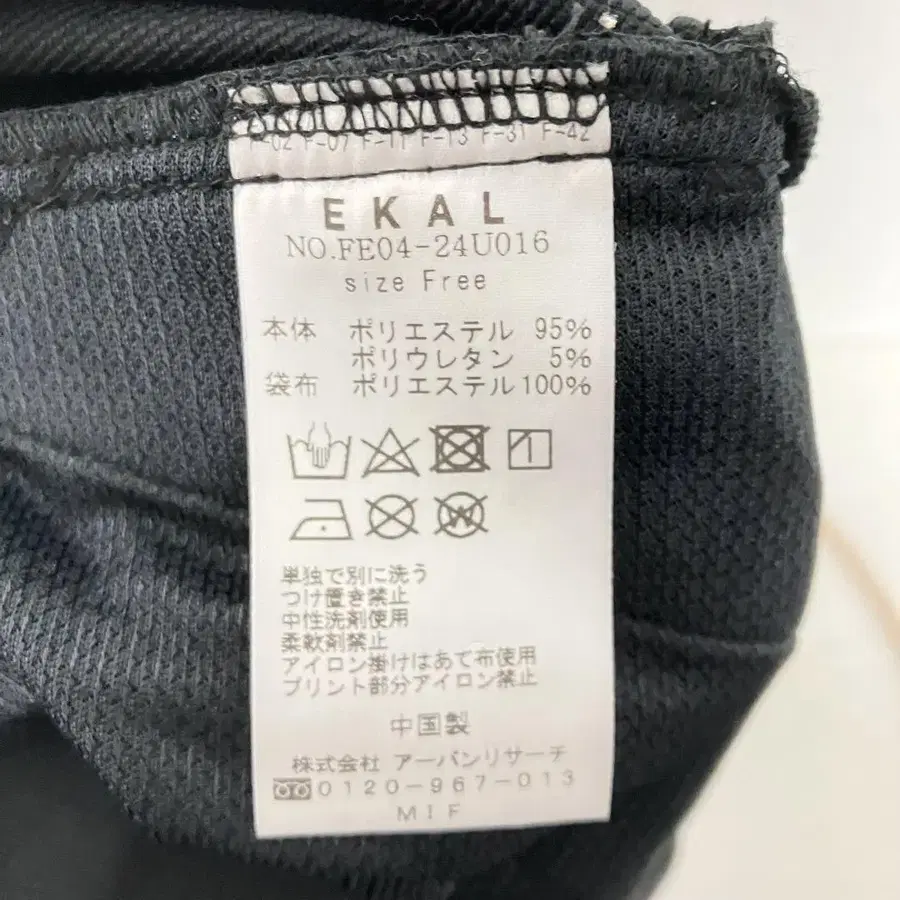 F-02 F-07 F-11 F-13 F-31 F-42
EKAL
NO.FE04-24U016
size Free
本体 ポリエステル 95%
ポリウレタン 5%
袋布 ポリエステル 100%
W
単独で別に洗う
つけ置き禁止
中性洗剤使用
柔軟剤禁止
アイロン掛けはあて布使用
プリント部分アイロン禁止
中国製
株式会社 アーバンリサーチ
0120-967-013
MIF